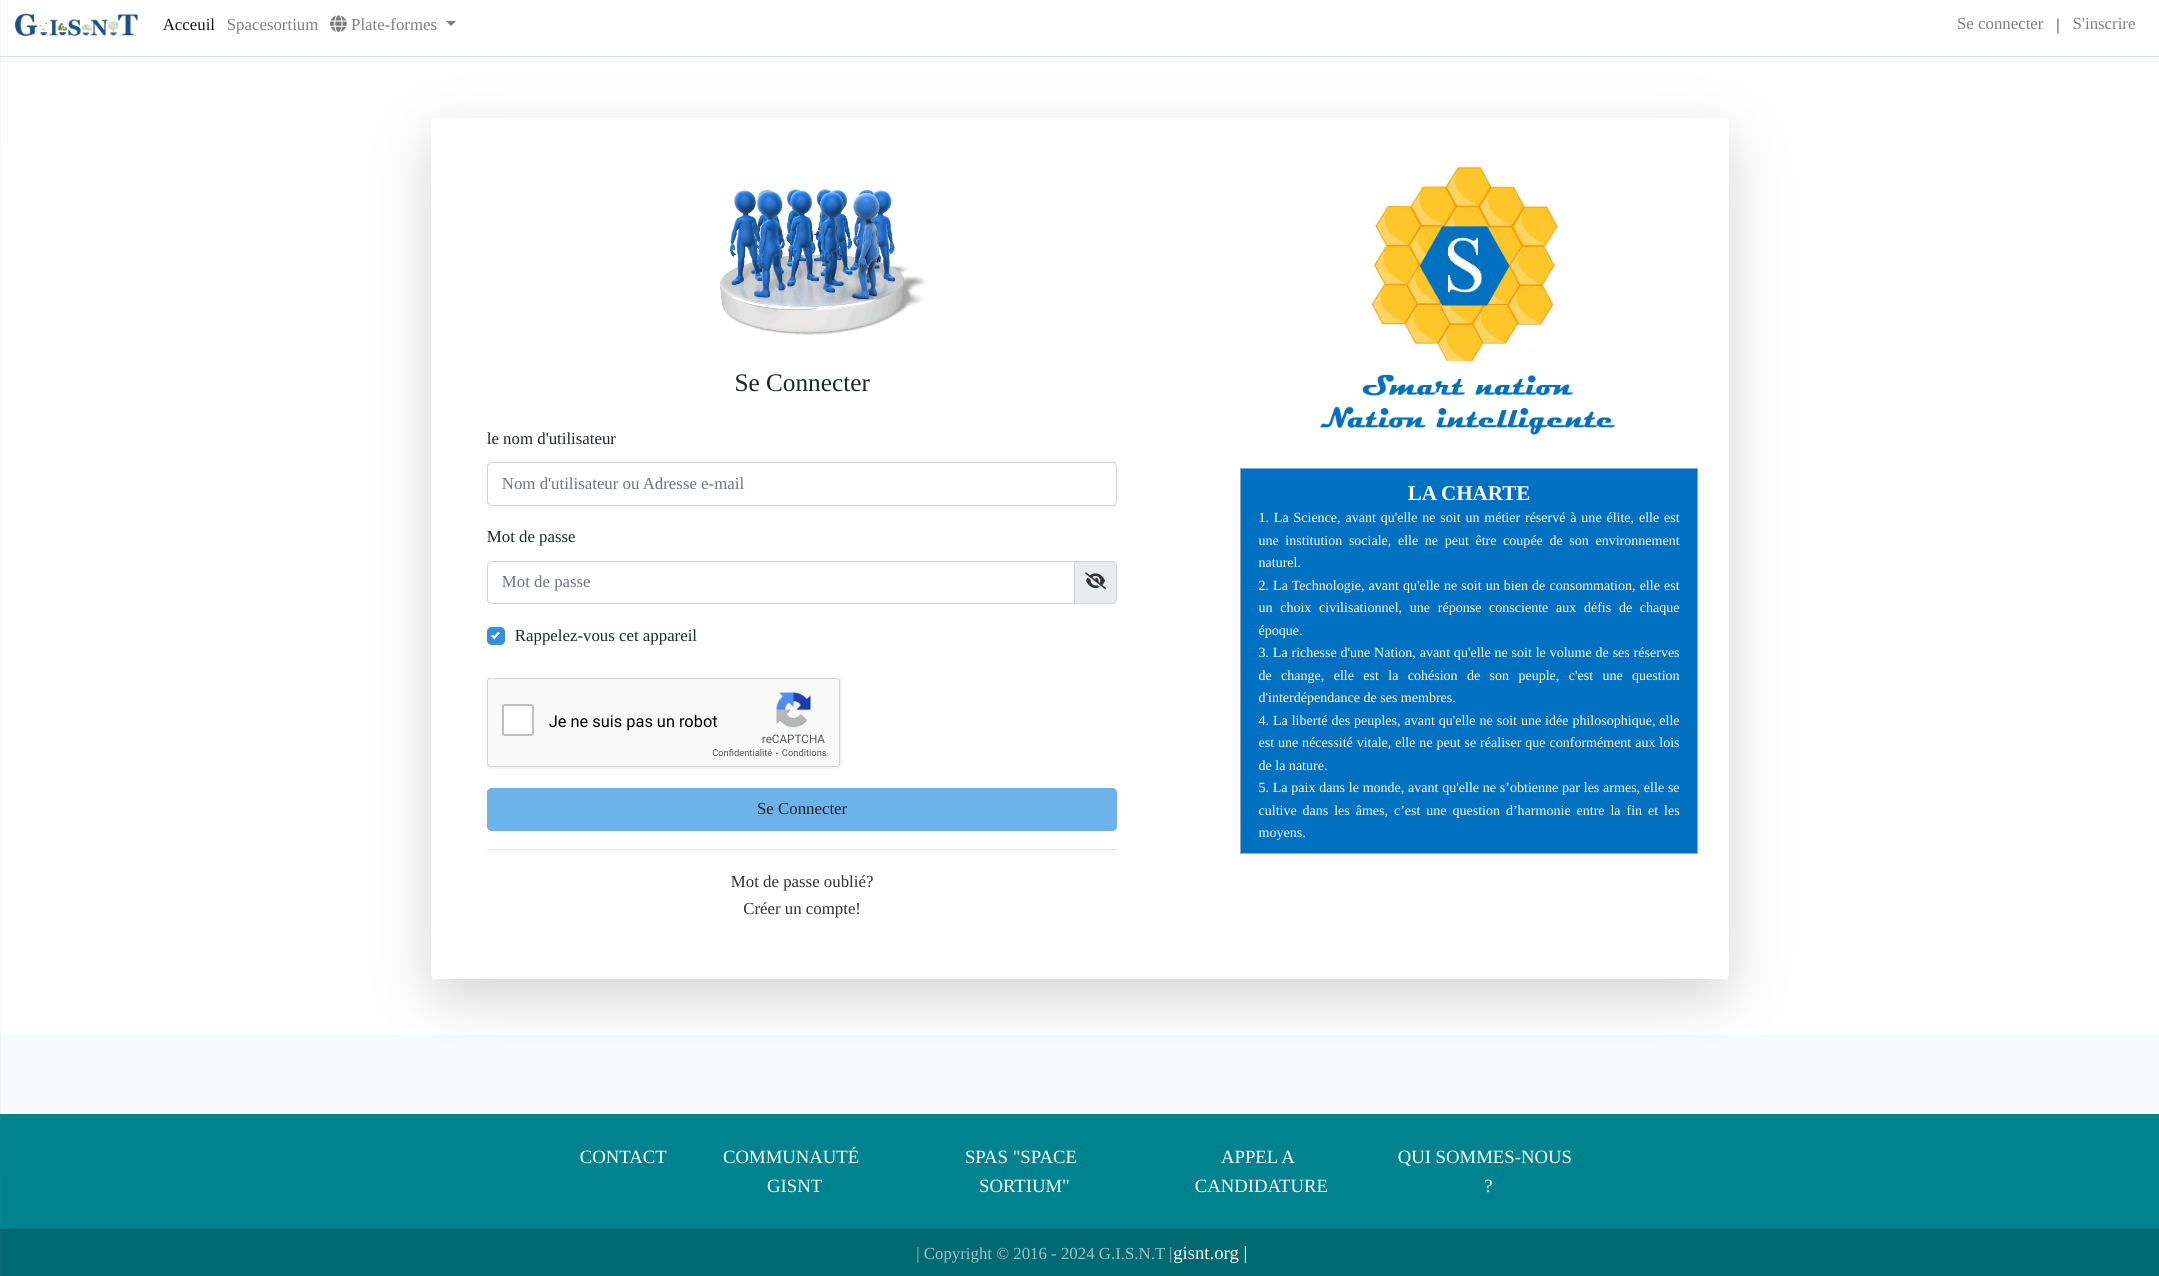 G.I.S.N.T
Acceuil
Spacesortium
Plate-formes
Se connecter | S'inscrire
Se Connecter
le nom d'utilisateur
Nom d'utilisateur ou Adresse e-mail
Mot de passe
Mot de passe
Rappelez-vous cet appareil
Je ne suis pas un robot
reCAPTCHA
Confidentialité - Conditions
Se Connecter
Mot de passe oublié?
Créer un compte!
S
Smart nation
Nation intelligente
LA CHARTE
1. La Science, avant qu'elle ne soit un métier réservé à une élite, elle est
une institution sociale, elle ne peut être coupée de son environnement
naturel.
2. La Technologie, avant qu'elle ne soit un bien de consommation, elle est
un choix civilisationnel, une réponse consciente aux défis de chaque
époque.
3. La richesse d'une Nation, avant qu'elle ne soit le volume de ses réserves
de change, elle est la cohésion de son peuple, c'est une question
d'interdépendance de ses membres.
4. La liberté des peuples, avant qu'elle ne soit une idée philosophique, elle
est une nécessité vitale, elle ne peut se réaliser que conformément aux lois
de la nature.
5. La paix dans le monde, avant qu'elle ne s’obtienne par les armes, elle se
cultive dans les âmes, c’est une question d’harmonie entre la fin et les
moyens.
CONTACT
COMMUNAUTÉ
GISNT
SPAS "SPACE
SORTIUM"
APPEL A
CANDIDATURE
QUI SOMMES-NOUS
?
| Copyright © 2016 - 2024 G.I.S.N.T |gisnt.org |